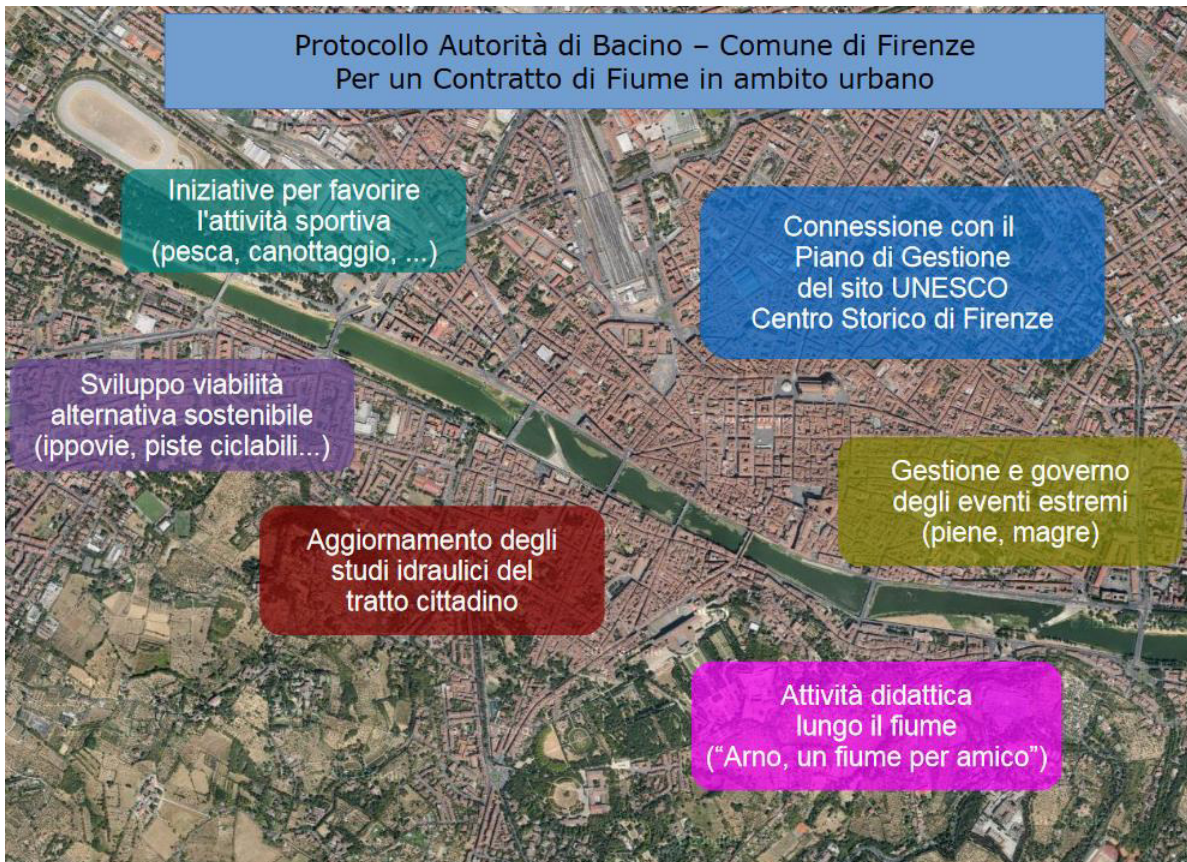 Protocollo Autorità di Bacino – Comune di Firenze
Per un Contratto di Fiume in ambito urbano
Iniziative per favorire
l'attività sportiva
(pesca, canottaggio, ...)
Connessione con il
Piano di Gestione
del sito UNESCO
Centro Storico di Firenze
Sviluppo viabilità
alternativa sostenibile
(ippovie, piste ciclabili...)
Gestione e governo
degli eventi estremi
(piene, magre)
Aggiornamento degli
studi idraulici del
tratto cittadino
Attività didattica
lungo il fiume
(“Arno, un fiume per amico”)